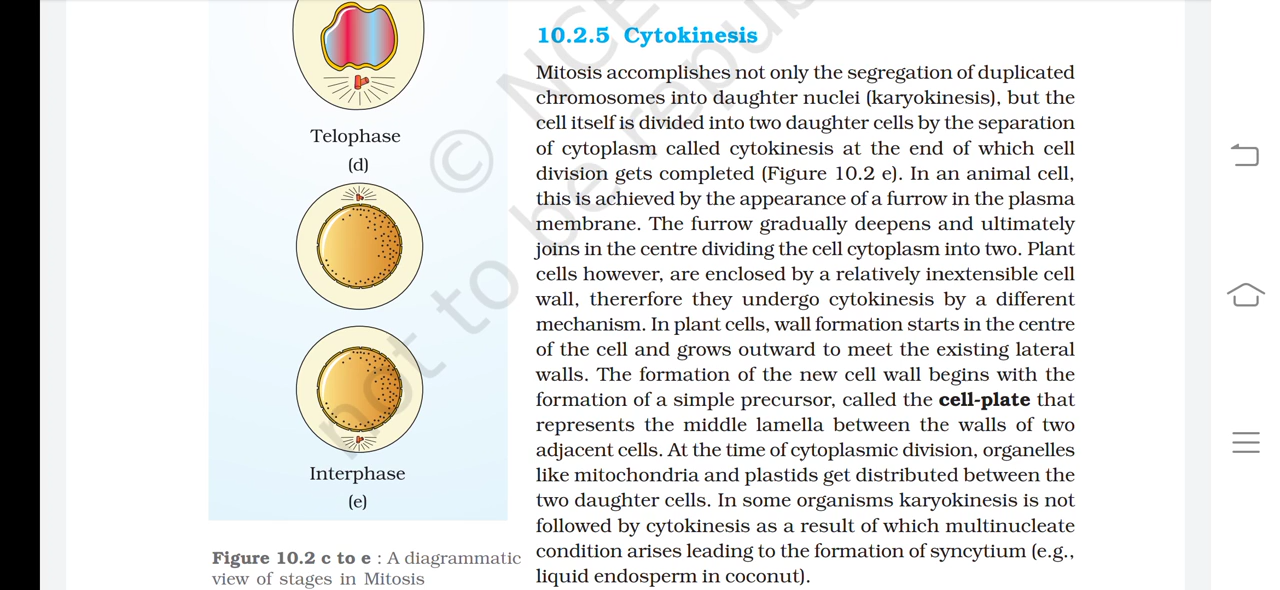 Telophase
(d)
Interphase
(e)
Figure 10.2 c to e : A diagrammatic
view of stages in Mitosis
10.2.5 Cytokinesis
Mitosis accomplishes not only the segregation of duplicated
chromosomes into daughter nuclei (karyokinesis), but the
cell itself is divided into two daughter cells by the separation
of cytoplasm called cytokinesis at the end of which cell
division gets completed (Figure 10.2 e). In an animal cell,
this is achieved by the appearance of a furrow in the plasma
membrane. The furrow gradually deepens and ultimately
joins in the centre dividing the cell cytoplasm into two. Plant
cells however, are enclosed by a relatively inextensible cell
wall, thererfore they undergo cytokinesis by a different
mechanism. In plant cells, wall formation starts in the centre
of the cell and grows outward to meet the existing lateral
walls. The formation of the new cell wall begins with the
formation of a simple precursor, called the cell-plate that
represents the middle lamella between the walls of two
adjacent cells. At the time of cytoplasmic division, organelles
like mitochondria and plastids get distributed between the
two daughter cells. In some organisms karyokinesis is not
followed by cytokinesis as a result of which multinucleate
condition arises leading to the formation of syncytium (e.g.,
liquid endosperm in coconut).
© NCE
not to be repub